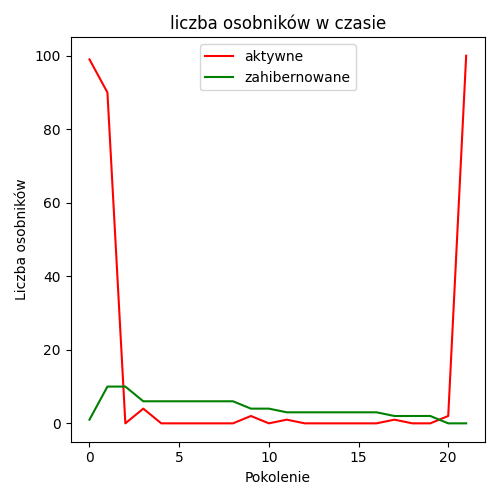 liczba osobników w czasie
aktywne
zahibernowane
Liczba osobników
100
80
60
40
20
0
0 5 10 15 20
Pokolenie